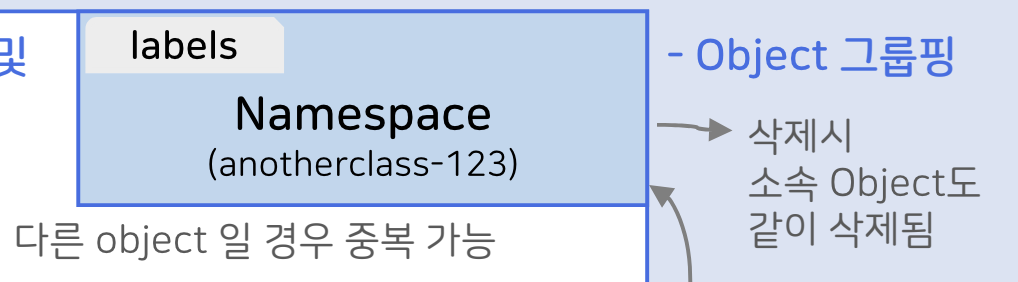 및
labels
Namespace
(anotherclass-123)
다른 object 일 경우 중복 가능
- Object 그룹핑
삭제시
소속 Object도
같이 삭제됨